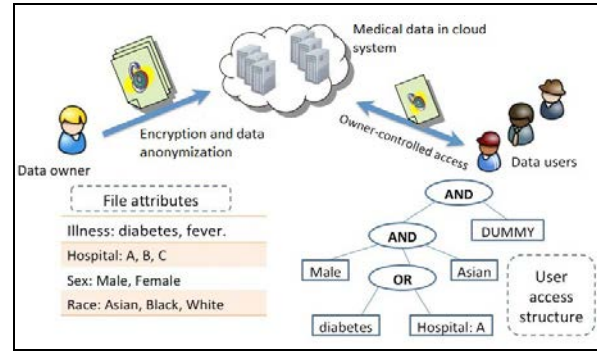 Medical data in cloud
system
Encryption and data
anonymization
Owner-controlled access
Data owner
Data users
File attributes
Illness: diabetes, fever.
Hospital: A, B, C
Sex: Male, Female
Race: Asian, Black, White
AND
AND
DUMMY
Male
OR
Asian
diabetes
Hospital: A
User
access
structure